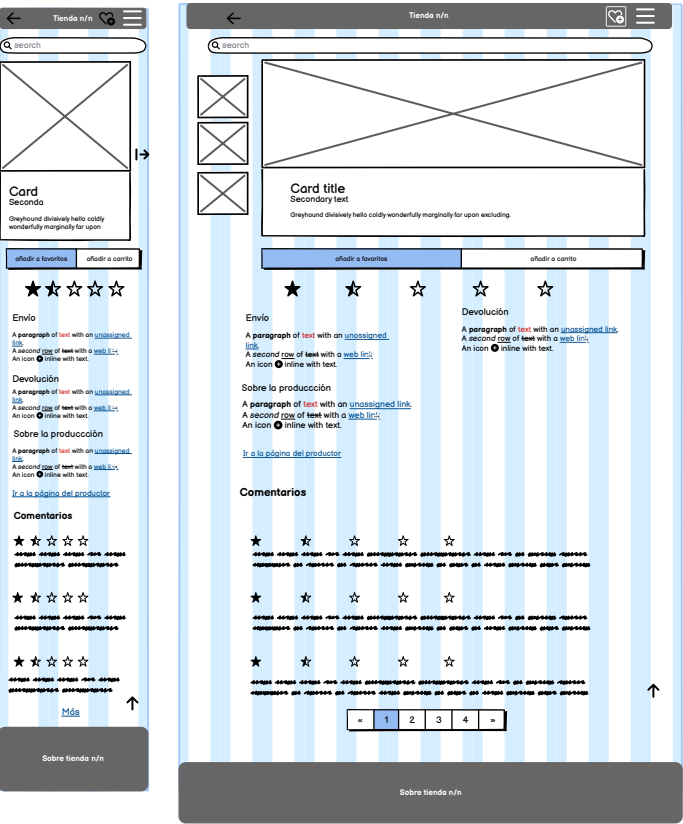 Tienda n/n
search
Card
Seconda
Greyhound divisively hello coldly
wonderfully marginally far upon
añadir a favoritos
añadir a carrito
Envío
A paragraph of text with an unassigned
link.
A second row of text with a web link.
An icon inline with text.
Devolución
A paragraph of text with an unassigned
link.
A second row of text with a web link.
An icon inline with text.
Sobre la produccción
A paragraph of text with an unassigned
link.
A second row of text with a web link.
An icon inline with text.
Ir a la página del productor
Comentarios
Más
Sobre tienda n/n
Tienda n/n
search
Card title
Secondary text
Greyhound divisively hello coldly wonderfully marginally far upon excluding.
añadir a favoritos
añadir a carrito
Envío
A paragraph of text with an unassigned
link.
A second row of text with a web link.
An icon inline with text.
Devolución
A paragraph of text with an unassigned link.
A second row of text with a web link.
An icon inline with text.
Sobre la produccción
A paragraph of text with an unassigned link.
A second row of text with a web link.
An icon inline with text.
Ir a la página del productor
Comentarios
« 1 2 3 4 »
Sobre tienda n/n